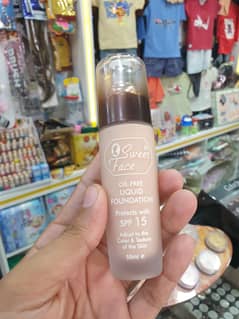 Sweet
Face
OIL-FREE
LIQUID
FOUNDATION
Protects with
SPF 15
Adjust to the
Color & Texture
of the Skin
50ml e